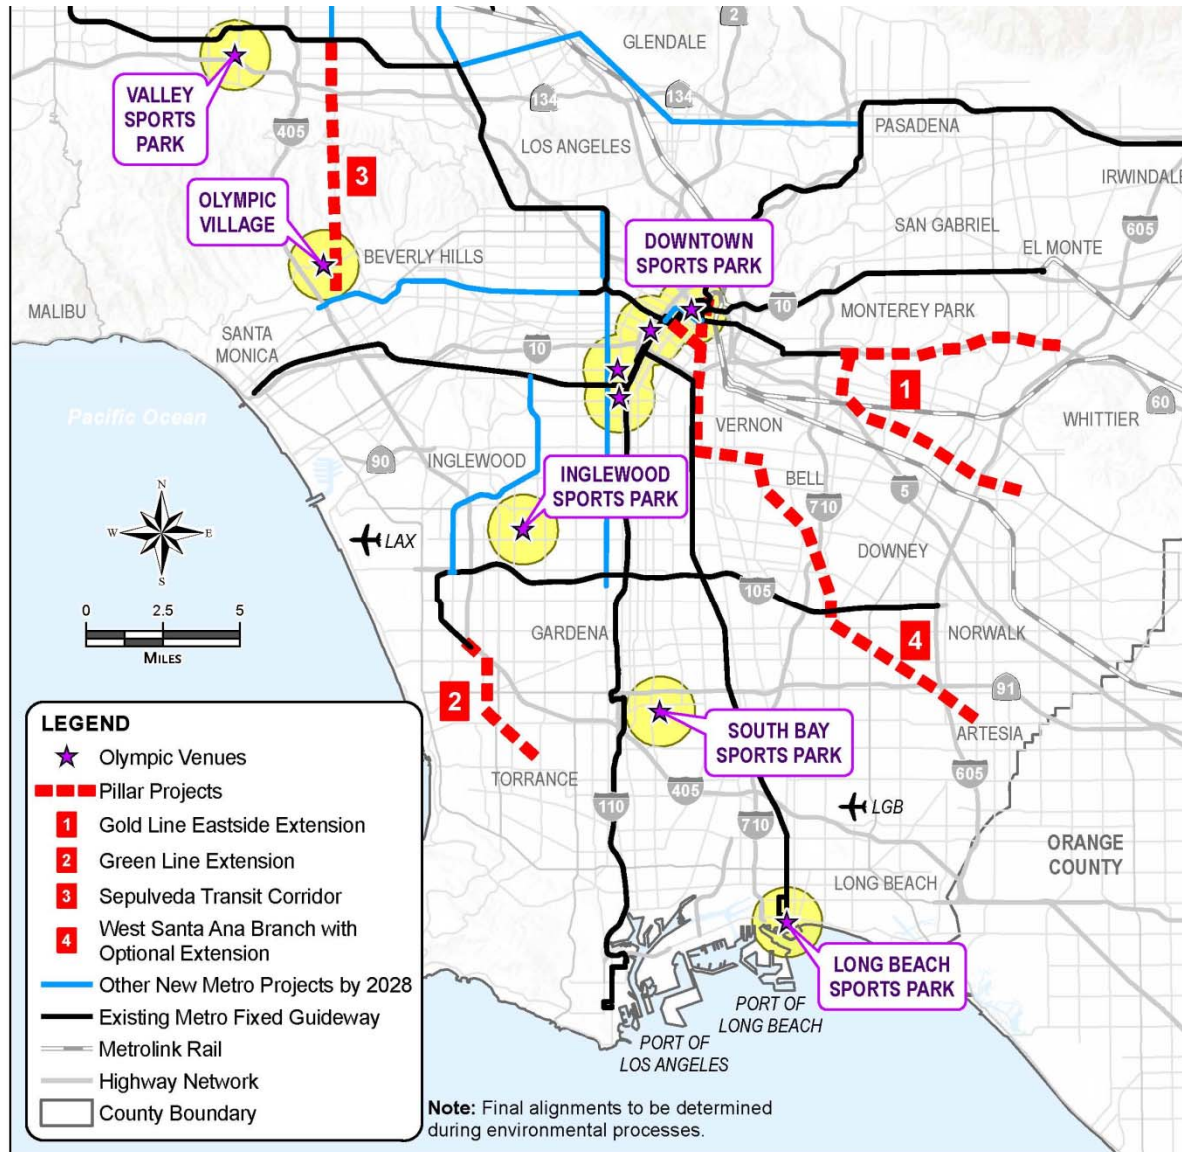 GLENDALE
2
VALLEY
SPORTS
PARK
134
134
405
LOS ANGELES
PASADENA
3
IRWINDALE
OLYMPIC
VILLAGE
BEVERLY HILLS
DOWNTOWN
SPORTS PARK
SAN GABRIEL
605
EL MONTE
MALIBU
10
MONTEREY PARK
SANTA
MONICA
10
1
60
WHITTIER
Pacific Ocean
VERNON
90
INGLEWOOD
INGLEWOOD
SPORTS PARK
BELL
5
710
N
W
E
S
LAX
DOWNEY
105
0
2.5
5
MILES
GARDENA
4
NORWALK
2
91
SOUTH BAY
SPORTS PARK
ARTESIA
TORRANCE
605
405
110
710
LGB
ORANGE
COUNTY
LONG BEACH
LONG BEACH
SPORTS PARK
PORT OF
LONG BEACH
PORT OF
LOS ANGELES
LEGEND
Olympic Venues
Pillar Projects
1 Gold Line Eastside Extension
2 Green Line Extension
3 Sepulveda Transit Corridor
4 West Santa Ana Branch with
Optional Extension
Other New Metro Projects by 2028
Existing Metro Fixed Guideway
Metrolink Rail
Highway Network
County Boundary
Note: Final alignments to be determined
during environmental processes.